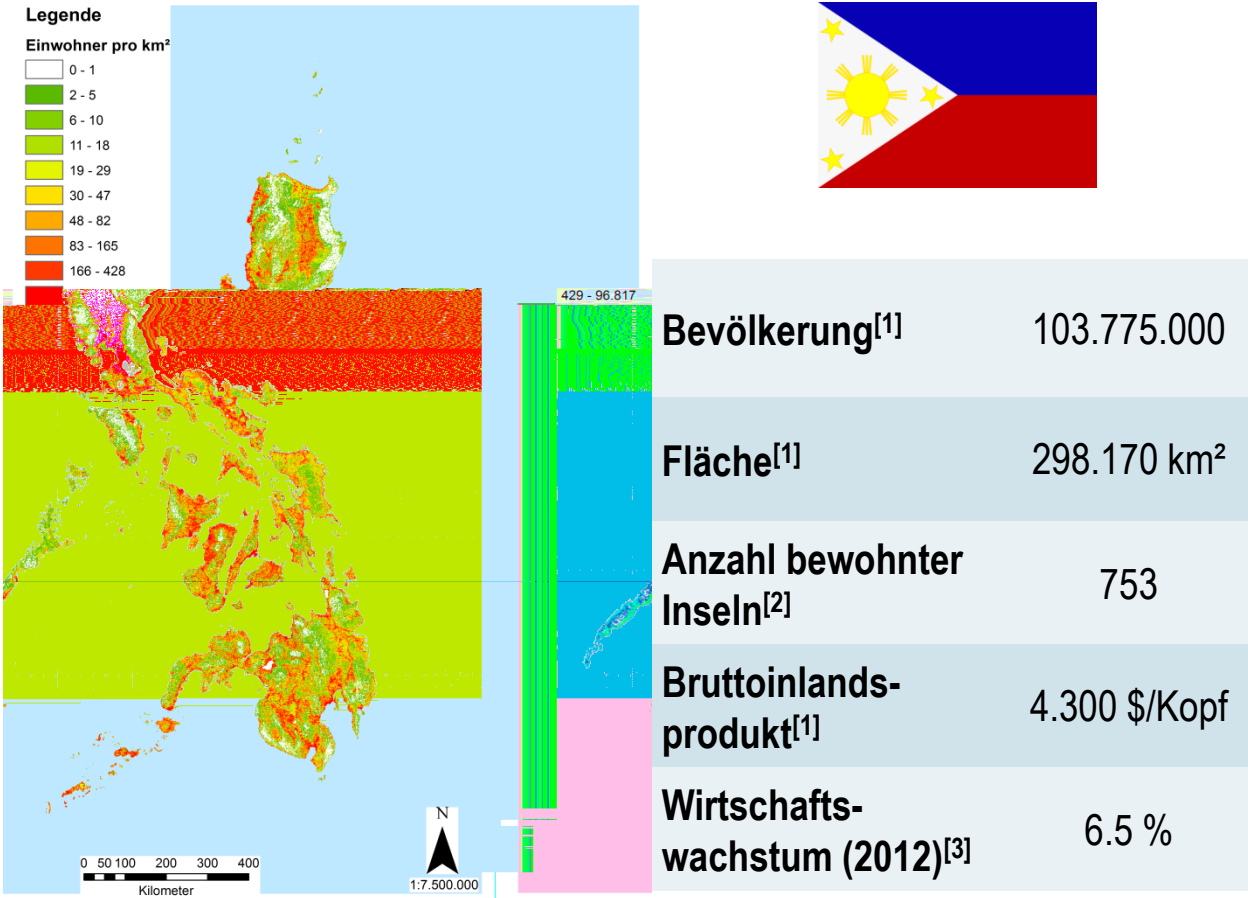 Legende
Einwohner pro km²
0 - 1
2 - 5
6 - 10
11 - 18
19 - 29
30 - 47
48 - 82
83 - 165
166 - 428
429 - 96.817
0 50 100 200 300 400
Kilometer
N
1:7.500.000
Bevölkerung[1] 103.775.000
Fläche[1] 298.170 km²
Anzahl bewohnter
Inseln[2] 753
Bruttoinlands-
produkt[1] 4.300 $/Kopf
Wirtschafts-
wachstum (2012)[3] 6.5 %